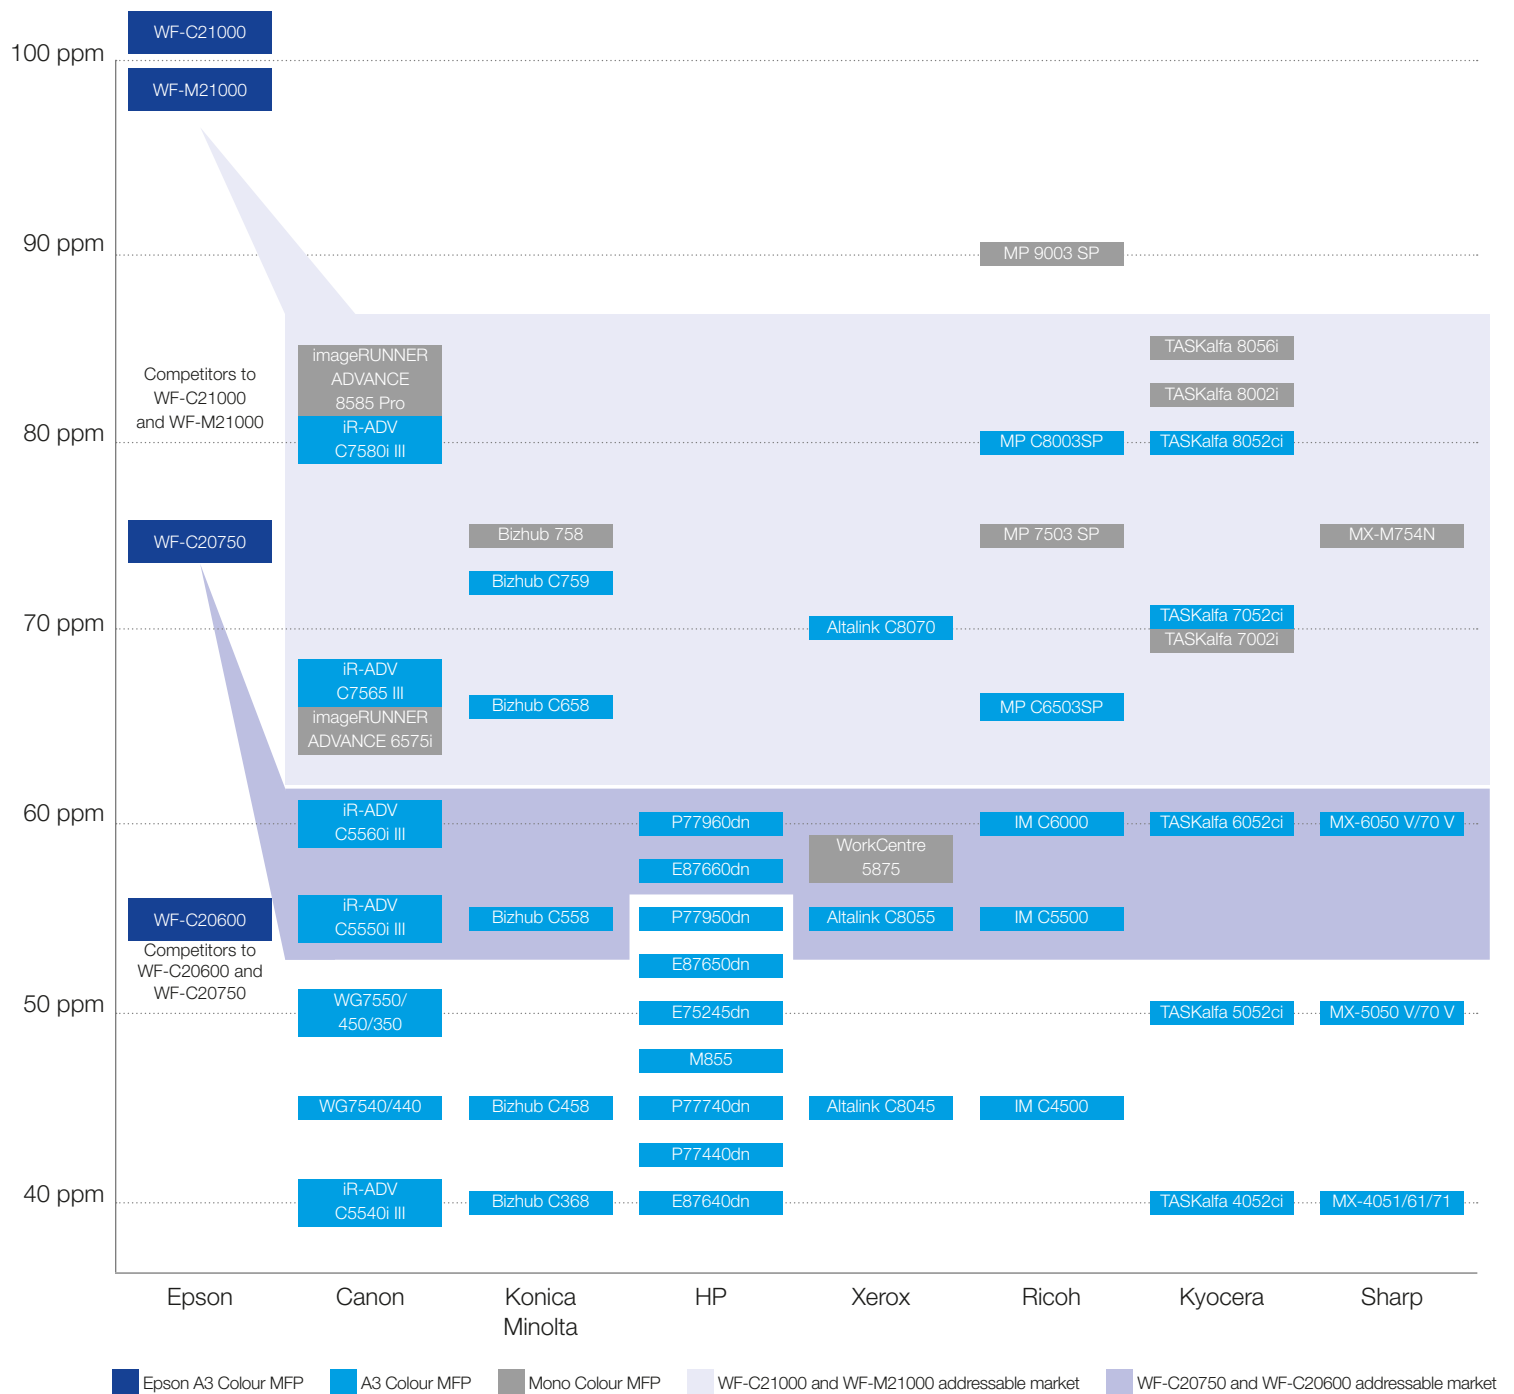 WF-C21000
100 ppm
WF-M21000
90 ppm
MP 9003 SP
imageRUNNER
ADVANCE
8585 Pro
TASKalfa 8056i
Competitors to
WF-C21000
and WF-M21000
TASKalfa 8002i
80 ppm
iR-ADV
C7580i III
MP C8003SP
TASKalfa 8052ci
WF-C20750
Bizhub 758
MP 7503 SP
MX-M754N
Bizhub C759
70 ppm
Altalink C8070
TASKalfa 7052ci
TASKalfa 7002i
iR-ADV
C7565 III
Bizhub C658
MP C6503SP
imageRUNNER
ADVANCE 6575i
60 ppm
iR-ADV
C5560i III
P77960dn
IM C6000
TASKalfa 6052ci
MX-6050 V/70 V
E87660dn
WorkCentre
5875
WF-C20600
iR-ADV
C5550i III
Bizhub C558
P77950dn
Altalink C8055
IM C5500
Competitors to
WF-C20600 and
WF-C20750
E87650dn
50 ppm
WG7550/
450/350
E75245dn
TASKalfa 5052ci
MX-5050 V/70 V
M855
WG7540/440
Bizhub C458
P77740dn
Altalink C8045
IM C4500
P77440dn
40 ppm
iR-ADV
C5540i III
Bizhub C368
E87640dn
TASKalfa 4052ci
MX-4051/61/71
Epson
Canon
Konica
Minolta
HP
Xerox
Ricoh
Kyocera
Sharp
Epson A3 Colour MFP
A3 Colour MFP
Mono Colour MFP
WF-C21000 and WF-M21000 addressable market
WF-C20750 and WF-C20600 addressable market